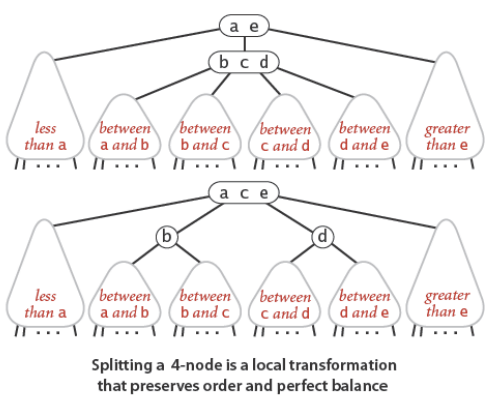 a e
b c d
less than a
between a and b
between b and c
between c and d
between d and e
greater than e
a c e
b
d
less than a
between a and b
between b and c
between c and d
between d and e
greater than e
Splitting a 4-node is a local transformation
that preserves order and perfect balance